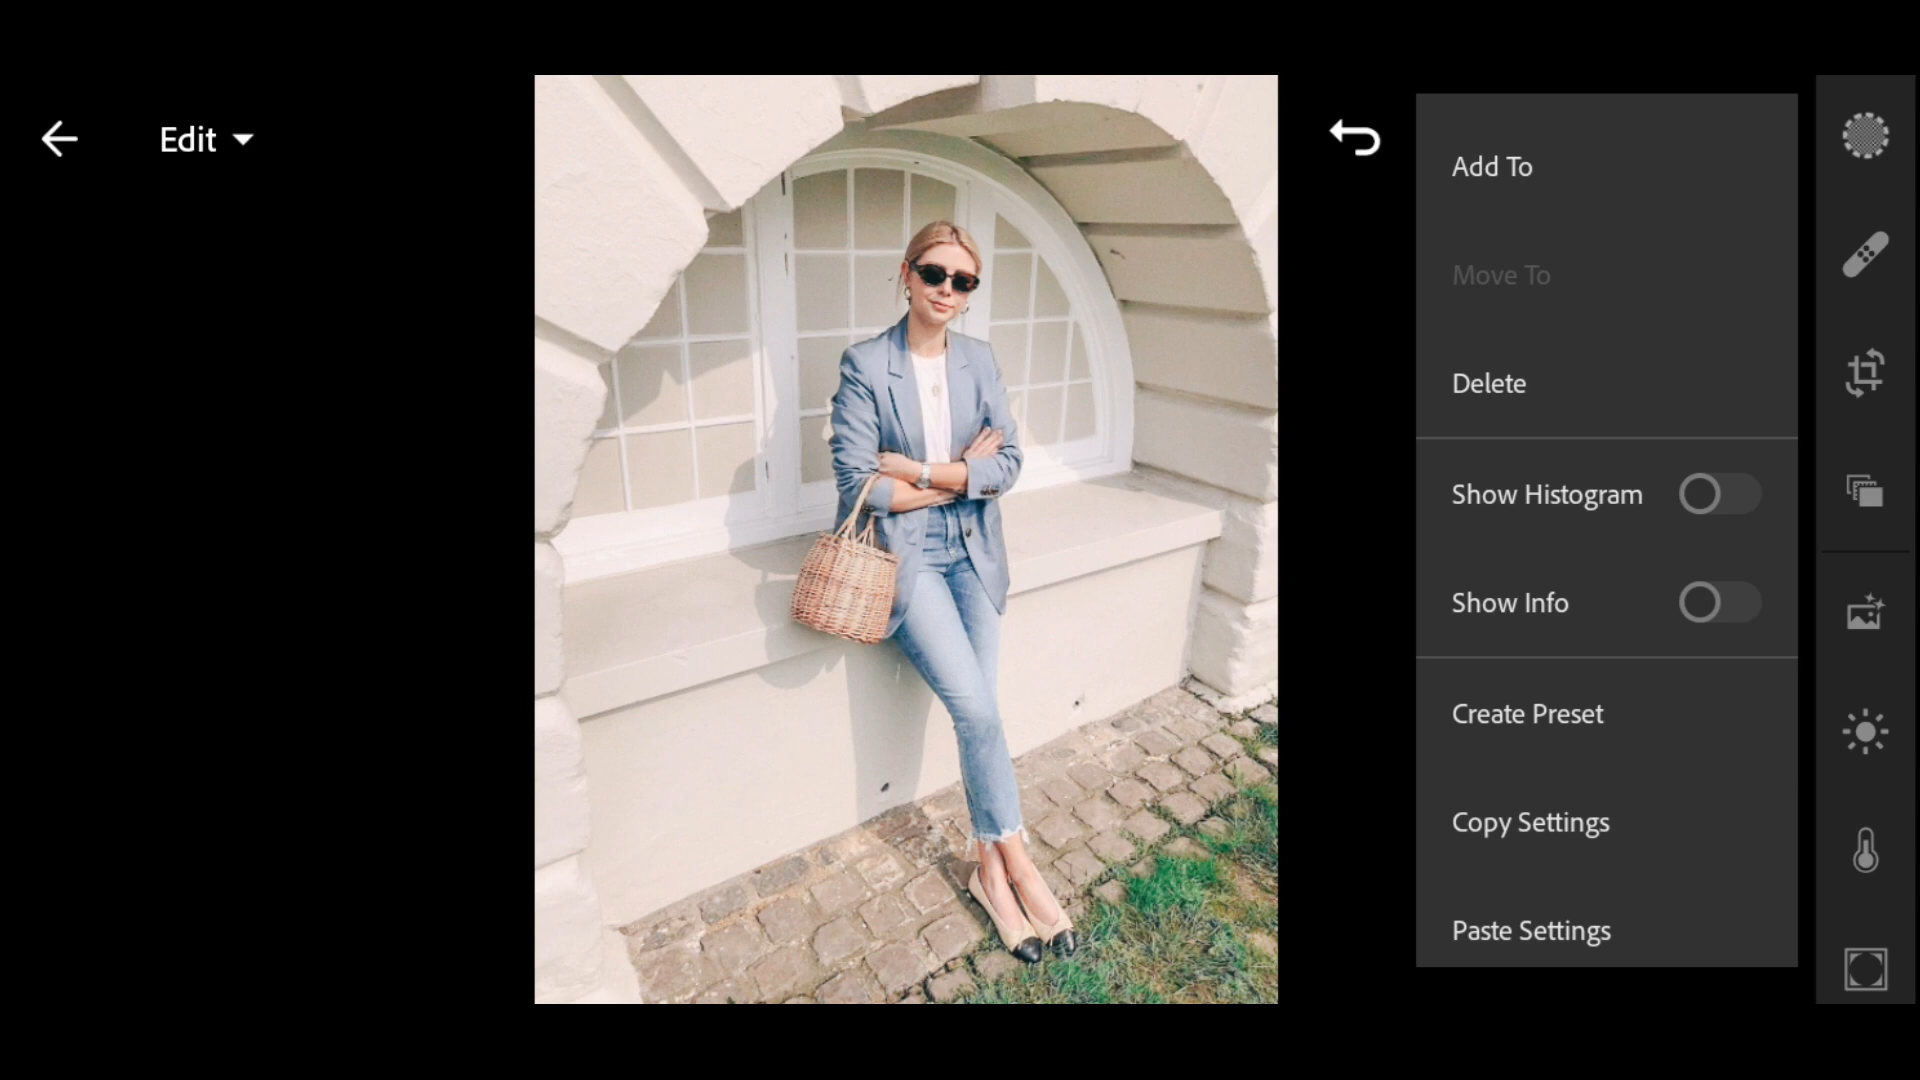 Edit
Add To
Move To
Delete
Show Histogram
Show Info
Create Preset
Copy Settings
Paste Settings